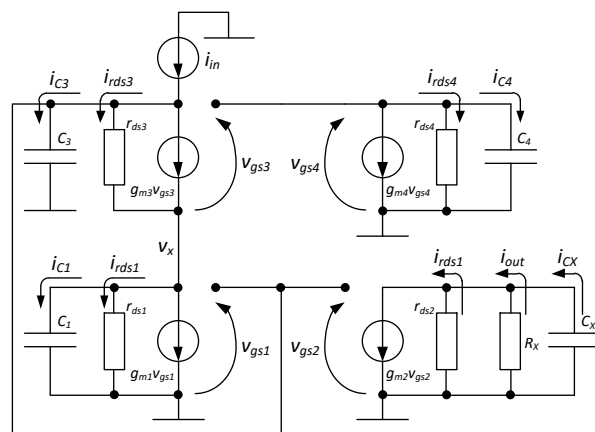 i_in
i_C3 i_rds3 i_rds4 i_C4
C_3 r_ds3 r_ds4 C_4
g_m3v_gs3 v_gs3 v_gs4 g_m4v_gs4
v_x
i_C1 i_rds1 i_rds1 i_out i_CX
C_1 r_ds1 r_ds2 R_X C_X
g_m1v_gs1 v_gs1 v_gs2 g_m2v_gs2